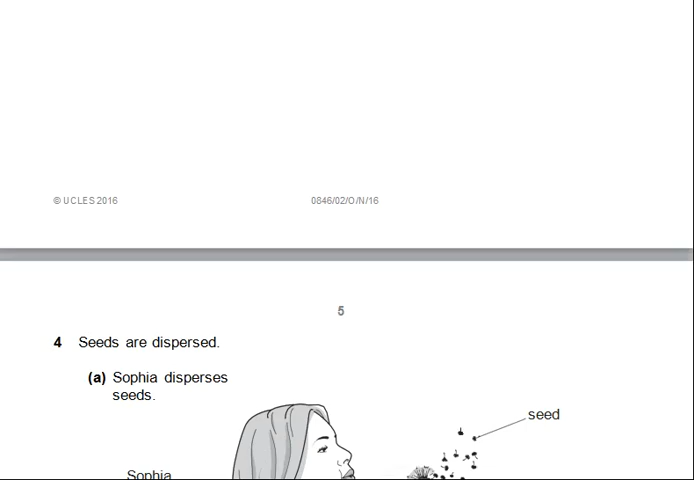 © UCLES 2016 0846/02/O/N/16
5
4 Seeds are dispersed.
(a) Sophia disperses
seeds.
seed
Sophia